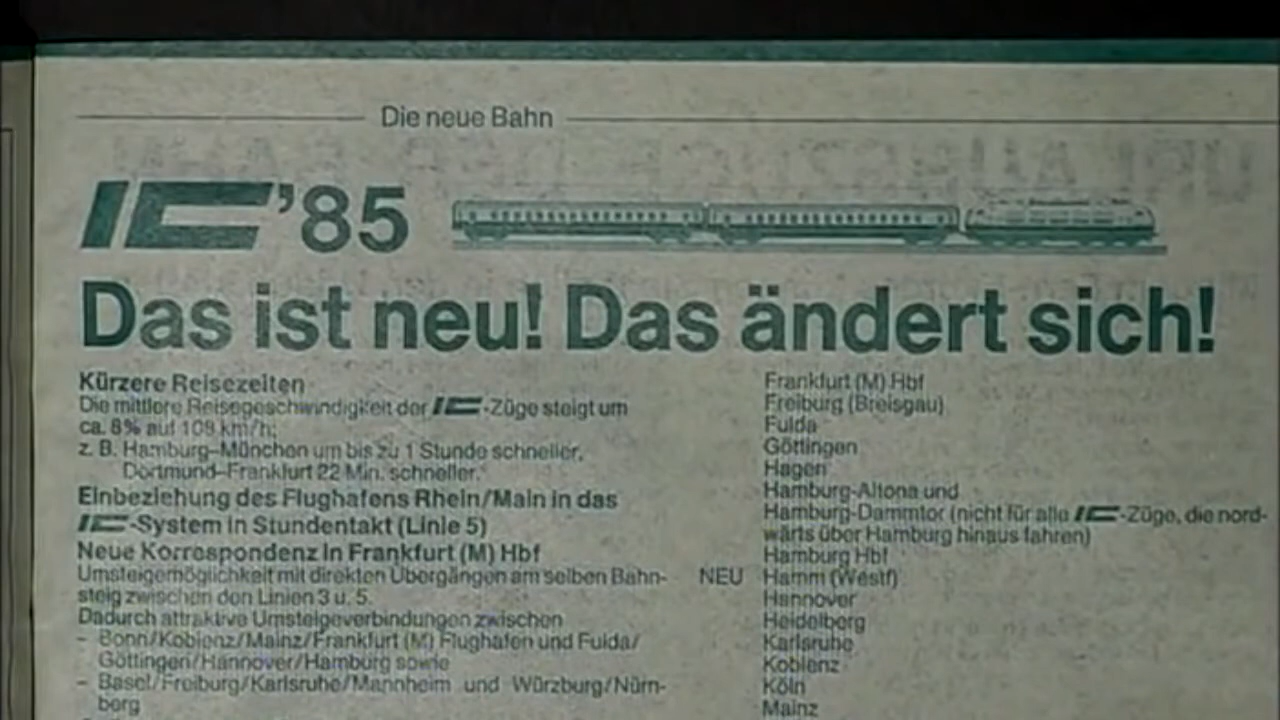 Die neue Bahn
IC '85
Das ist neu! Das ändert sich!
Kürzere Reisezeiten
Die mittlere Reisegeschwindigkeit der IC-Züge steigt um
ca. 8% auf 108 km/h;
z. B. Hamburg–München um bis zu 1 Stunde schneller,
Dortmund–Frankfurt 22 Min. schneller.
Einbeziehung des Flughafens Rhein/Main in das
IC-System in Stundentakt (Linie 5)
Neue Korrespondenz in Frankfurt (M) Hbf
Umsteigemöglichkeit mit direkten Übergängen am selben Bahn-
steig zwischen den Linien 3 u. 5.
Dadurch attraktive Umsteigeverbindungen zwischen
– Bonn/Koblenz/Mainz/Frankfurt (M) Flughafen und Fulda/
Göttingen/Hannover/Hamburg sowie
– Basel/Freiburg/Karlsruhe/Mannheim und Würzburg/Nürn-
berg
Frankfurt (M) Hbf
Freiburg (Breisgau)
Fulda
Göttingen
Hagen
Hamburg-Altona und
Hamburg-Dammtor (nicht für alle IC-Züge, die nord-
wärts über Hamburg hinaus fahren)
Hamburg Hbf
NEU Hamm (Westf)
Hannover
Heidelberg
Karlsruhe
Koblenz
Köln
Mainz